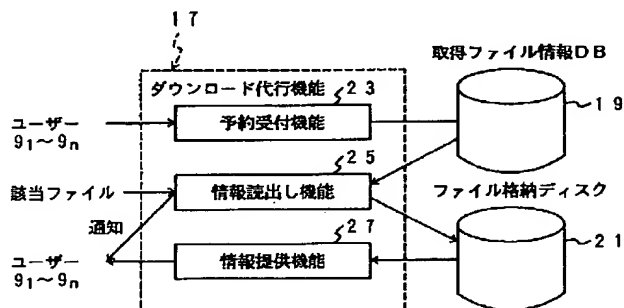 17
取得ファイル情報DB
ダウンロード代行機能
23
ユーザー
9₁~9ₙ
予約受付機能
19
25
該当ファイル
情報読出し機能
ファイル格納ディスク
通知
27
21
ユーザー
9₁~9ₙ
情報提供機能